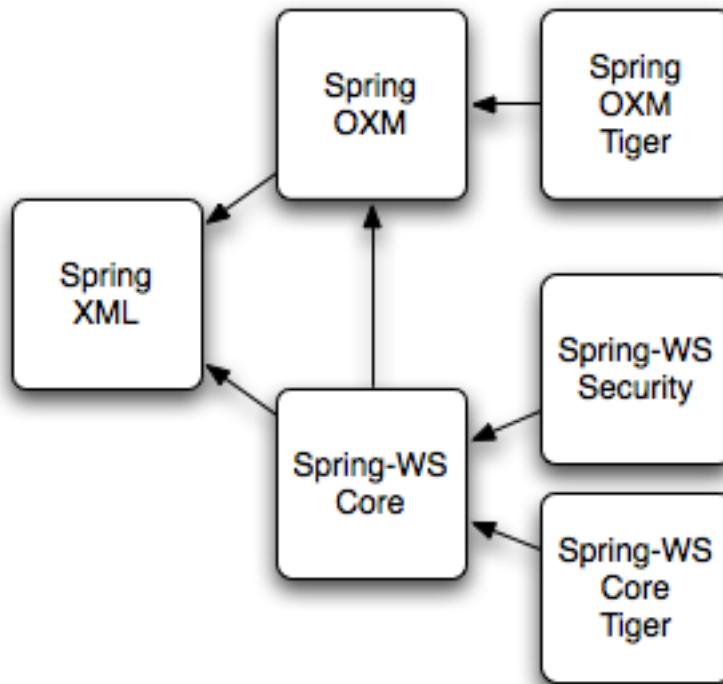 Spring
OXM
Spring
OXM
Tiger
Spring
XML
Spring-WS
Security
Spring-WS
Core
Spring-WS
Core
Tiger